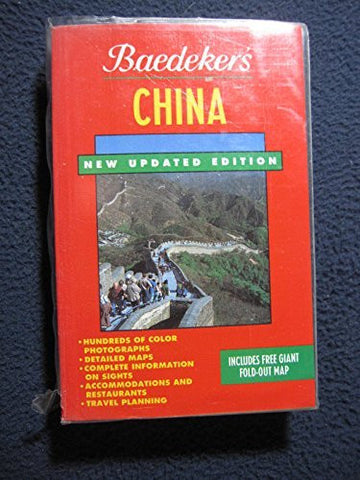 Baedeker's
CHINA
NEW UPDATED EDITION
• HUNDREDS OF COLOR
PHOTOGRAPHS
• DETAILED MAPS
• COMPLETE INFORMATION
ON SIGHTS
• ACCOMMODATIONS AND
RESTAURANTS
• TRAVEL PLANNING
INCLUDES FREE GIANT
FOLD-OUT MAP